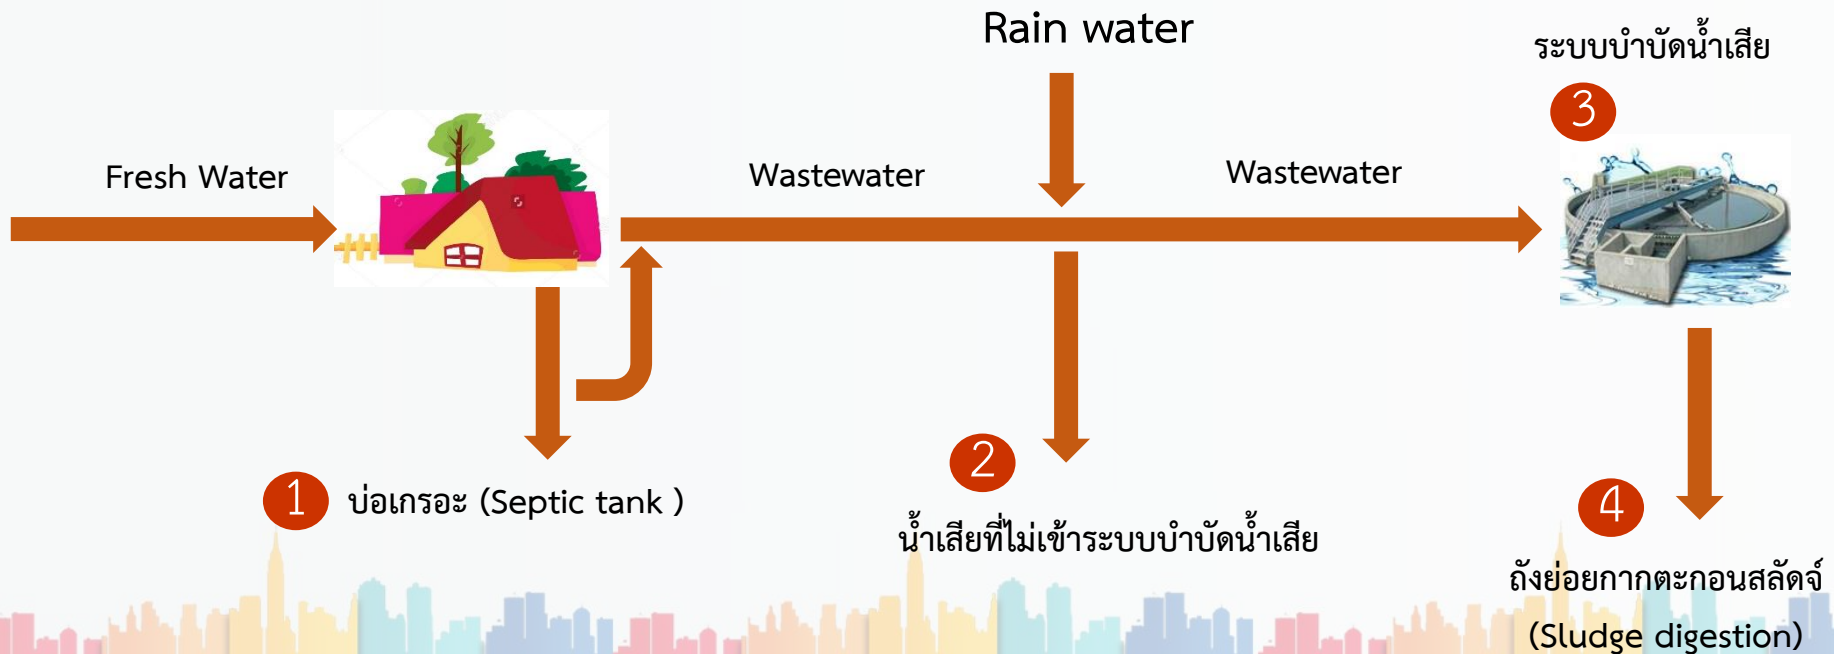 Rain water
ระบบบำบัดน้ำเสีย
3
Fresh Water
Wastewater
Wastewater
1
บ่อเกรอะ (Septic tank )
2
น้ำเสียที่ไม่เข้าระบบบำบัดน้ำเสีย
4
ถังย่อยกากตะกอนสลัดจ์
(Sludge digestion)